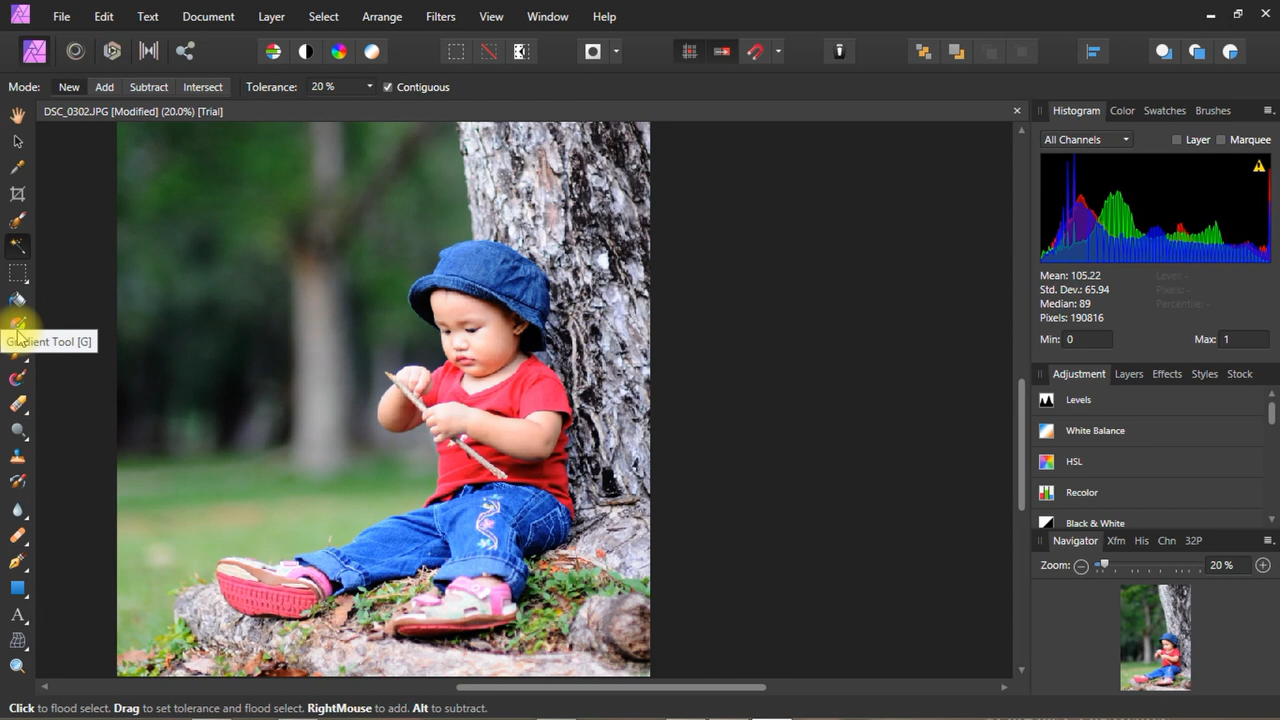 File Edit Text Document Layer Select Arrange Filters View Window Help
Mode: New Add Subtract Intersect Tolerance: 20 % Contiguous
DSC_0302.JPG [Modified] (20.0%) [Trial]
Histogram Color Swatches Brushes
All Channels Layer Marquee
Mean: 105.22 Level: -
Std. Dev.: 65.94 Pixels: -
Median: 89 Percentile: -
Pixels: 190816
Min: 0 Max: 1
Gradient Tool [G]
Adjustment Layers Effects Styles Stock
Levels
White Balance
HSL
Recolor
Black & White
Navigator Xfm His Chn 32P
Zoom: 20 %
A
Click to flood select. Drag to set tolerance and flood select. RightMouse to add. Alt to subtract.